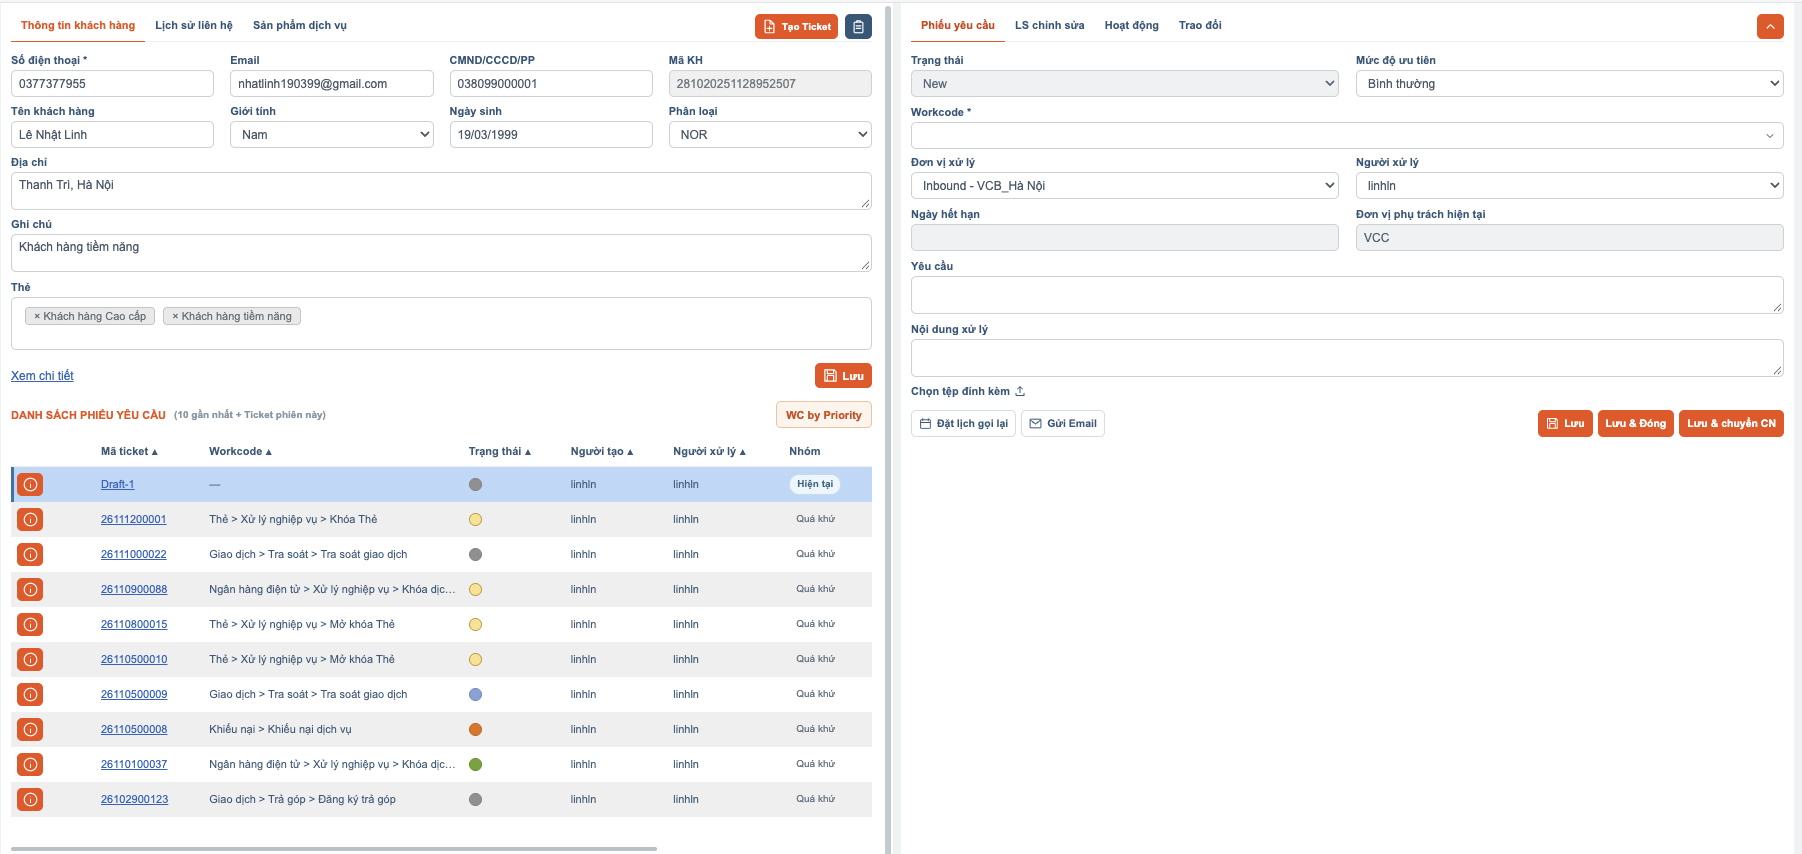 Thông tin khách hàng Lịch sử liên hệ Sản phẩm dịch vụ Tạo Ticket
Số điện thoại * Email CMND/CCCD/PP Mã KH
0377377955 nhatlinh190399@gmail.com 038099000001 281020251128952507
Tên khách hàng Giới tính Ngày sinh Phân loại
Lê Nhật Linh Nam 19/03/1999 NOR
Địa chỉ
Thanh Trì, Hà Nội
Ghi chú
Khách hàng tiềm năng
Thẻ
× Khách hàng Cao cấp × Khách hàng tiềm năng
Xem chi tiết Lưu
DANH SÁCH PHIẾU YÊU CẦU (10 gần nhất + Ticket phiên này) WC by Priority
Mã ticket ▲ Workcode ▲ Trạng thái ▲ Người tạo ▲ Người xử lý ▲ Nhóm
Draft-1 — linhln linhln Hiện tại
26111200001 Thẻ > Xử lý nghiệp vụ > Khóa Thẻ linhln linhln Quá khứ
26111000022 Giao dịch > Tra soát > Tra soát giao dịch linhln linhln Quá khứ
26110900088 Ngân hàng điện tử > Xử lý nghiệp vụ > Khóa dịc... linhln linhln Quá khứ
26110800015 Thẻ > Xử lý nghiệp vụ > Mở khóa Thẻ linhln linhln Quá khứ
26110500010 Thẻ > Xử lý nghiệp vụ > Mở khóa Thẻ linhln linhln Quá khứ
26110500009 Giao dịch > Tra soát > Tra soát giao dịch linhln linhln Quá khứ
26110500008 Khiếu nại > Khiếu nại dịch vụ linhln linhln Quá khứ
26110100037 Ngân hàng điện tử > Xử lý nghiệp vụ > Khóa dịc... linhln linhln Quá khứ
26102900123 Giao dịch > Trả góp > Đăng ký trả góp linhln linhln Quá khứ
Phiếu yêu cầu LS chỉnh sửa Hoạt động Trao đổi
Trạng thái Mức độ ưu tiên
New Bình thường
Workcode *
Đơn vị xử lý Người xử lý
Inbound - VCB_Hà Nội linhln
Ngày hết hạn Đơn vị phụ trách hiện tại
VCC
Yêu cầu
Nội dung xử lý
Chọn tệp đính kèm
Đặt lịch gọi lại Gửi Email Lưu Lưu & Đóng Lưu & chuyển CN